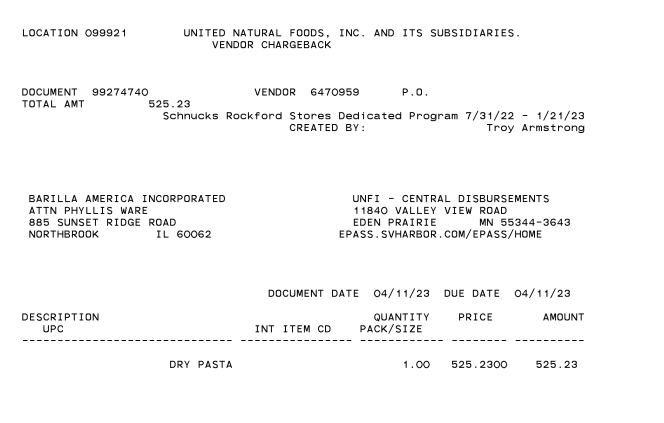 LOCATION 099921 UNITED NATURAL FOODS, INC. AND ITS SUBSIDIARIES.
VENDOR CHARGEBACK
DOCUMENT 99274740 VENDOR 6470959 P.O.
TOTAL AMT 525.23
Schnucks Rockford Stores Dedicated Program 7/31/22 - 1/21/23
CREATED BY: Troy Armstrong
BARILLA AMERICA INCORPORATED UNFI - CENTRAL DISBURSEMENTS
ATTN PHYLLIS WARE 11840 VALLEY VIEW ROAD
885 SUNSET RIDGE ROAD EDEN PRAIRIE MN 55344-3643
NORTHBROOK IL 60062 EPASS.SVHARBOR.COM/EPASS/HOME
DOCUMENT DATE 04/11/23 DUE DATE 04/11/23
DESCRIPTION QUANTITY PRICE AMOUNT
UPC INT ITEM CD PACK/SIZE
------------------------------ ---------------- ------------ -------- ----------
DRY PASTA 1.00 525.2300 525.23